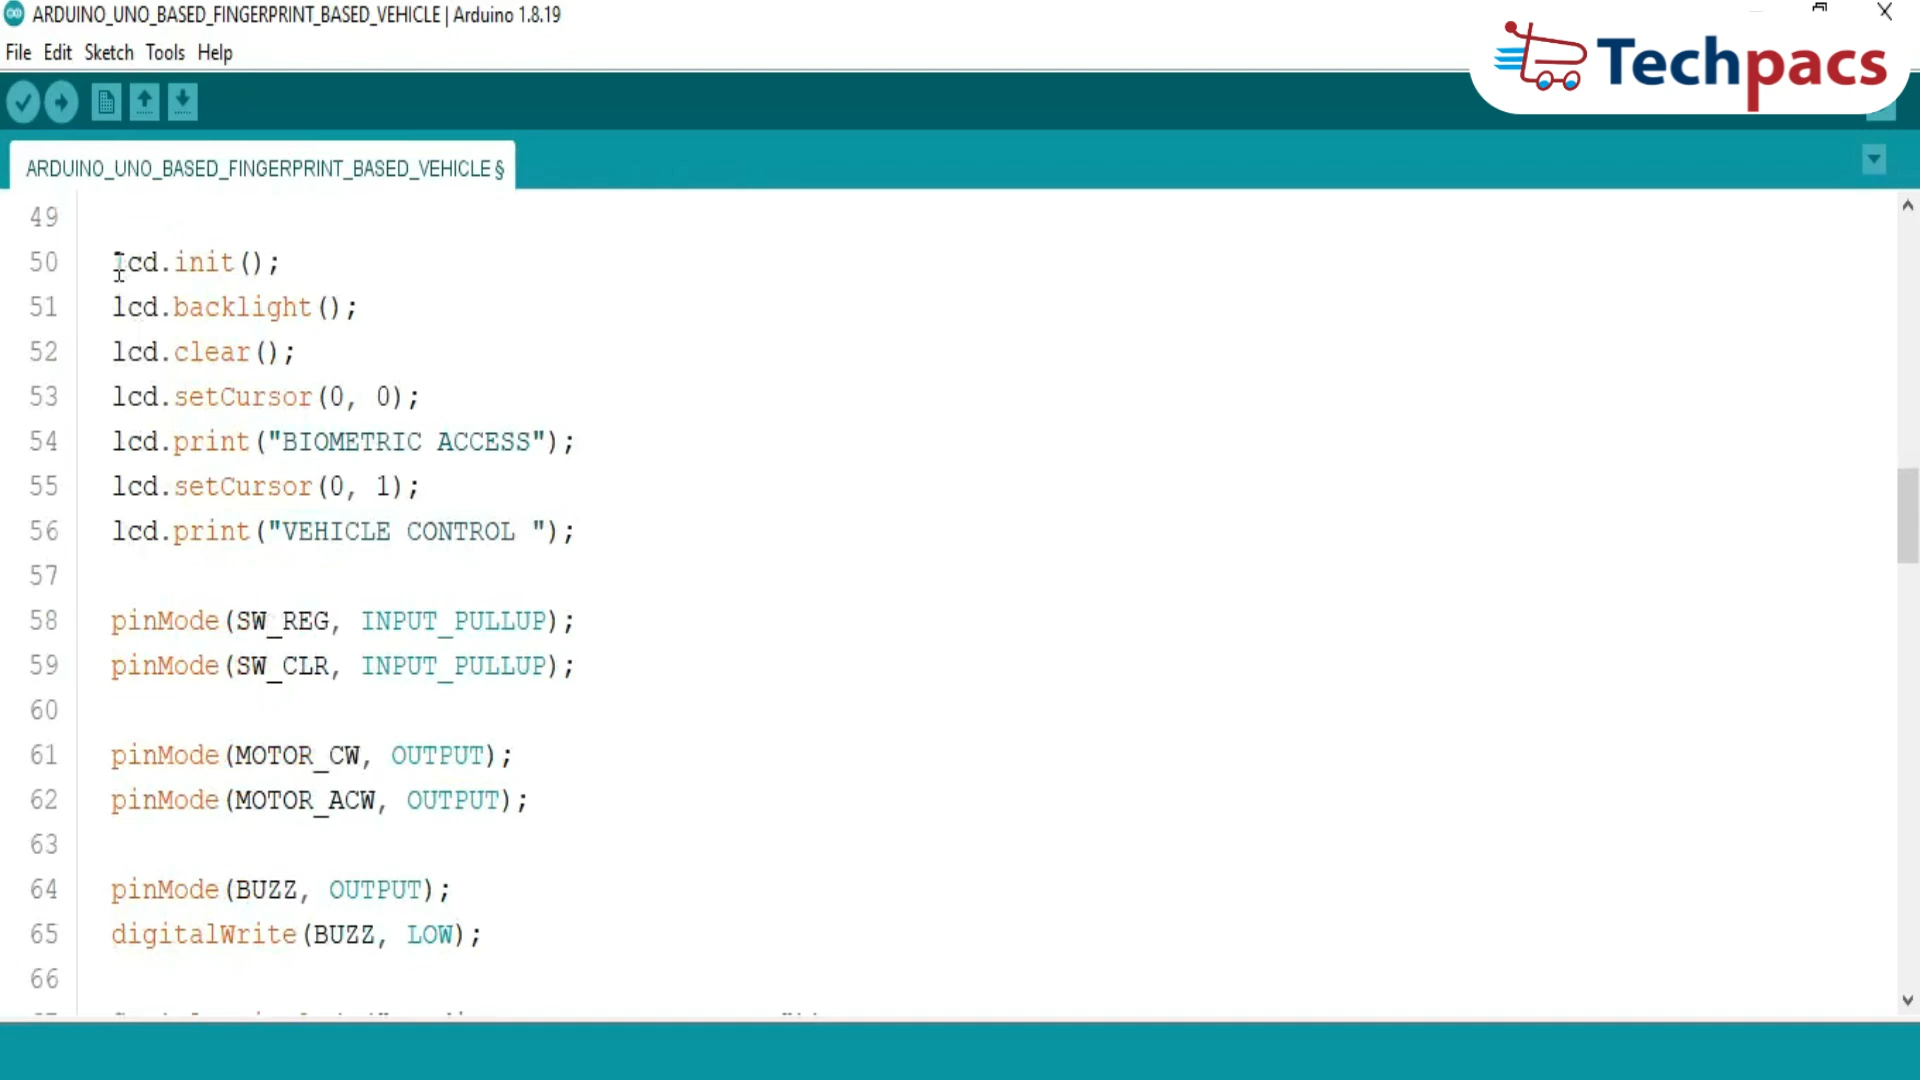 ARDUINO_UNO_BASED_FINGERPRINT_BASED_VEHICLE | Arduino 1.8.19
File Edit Sketch Tools Help
Techpacs
ARDUINO_UNO_BASED_FINGERPRINT_BASED_VEHICLE §
49
50 lcd.init();
51 lcd.backlight();
52 lcd.clear();
53 lcd.setCursor(0, 0);
54 lcd.print("BIOMETRIC ACCESS");
55 lcd.setCursor(0, 1);
56 lcd.print("VEHICLE CONTROL ");
57
58 pinMode(SW_REG, INPUT_PULLUP);
59 pinMode(SW_CLR, INPUT_PULLUP);
60
61 pinMode(MOTOR_CW, OUTPUT);
62 pinMode(MOTOR_ACW, OUTPUT);
63
64 pinMode(BUZZ, OUTPUT);
65 digitalWrite(BUZZ, LOW);
66